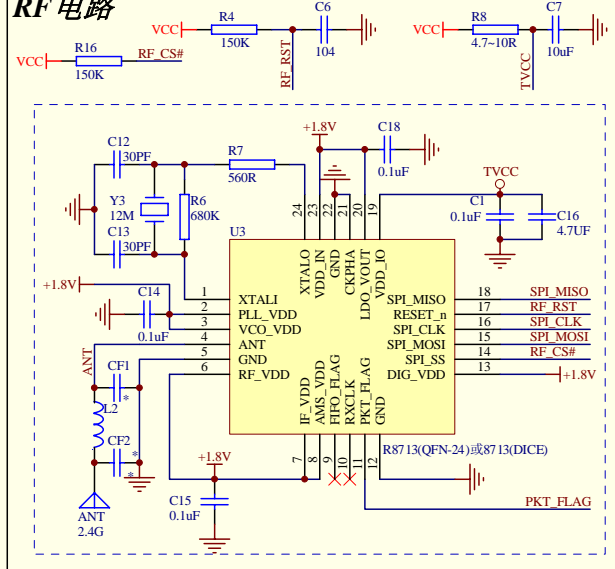 RF电路
VCC
R4
150K
C6
104
RF_RST
VCC
R8
4.7~10R
C7
10uF
TVCC
VCC
R16
150K
RF_CS#
C12
30PF
Y3
12M
C13
30PF
R6
680K
R7
560R
+1.8V
C18
0.1uF
TVCC
C1
0.1uF
C16
4.7UF
U3
24
23
22
21
20
19
XTALO
VDD_IN
GND
CKPHA
LDO_VOUT
VDD_IO
+1.8V
C14
0.1uF
1
2
3
4
5
6
XTALI
PLL_VDD
VCO_VDD
ANT
GND
RF_VDD
SPI_MISO
RESET_n
SPI_CLK
SPI_MOSI
SPI_SS
DIG_VDD
18
17
16
15
14
13
SPI_MISO
RF_RST
SPI_CLK
SPI_MOSI
RF_CS#
+1.8V
IF_VDD
AMS_VDD
FIFO_FLAG
RXCLK
PKT_FLAG
GND
7
8
9
10
11
12
R8713(QFN-24)或8713(DICE)
ANT
CF1
*
L2
CF2
*
*
ANT
2.4G
+1.8V
C15
0.1uF
PKT_FLAG